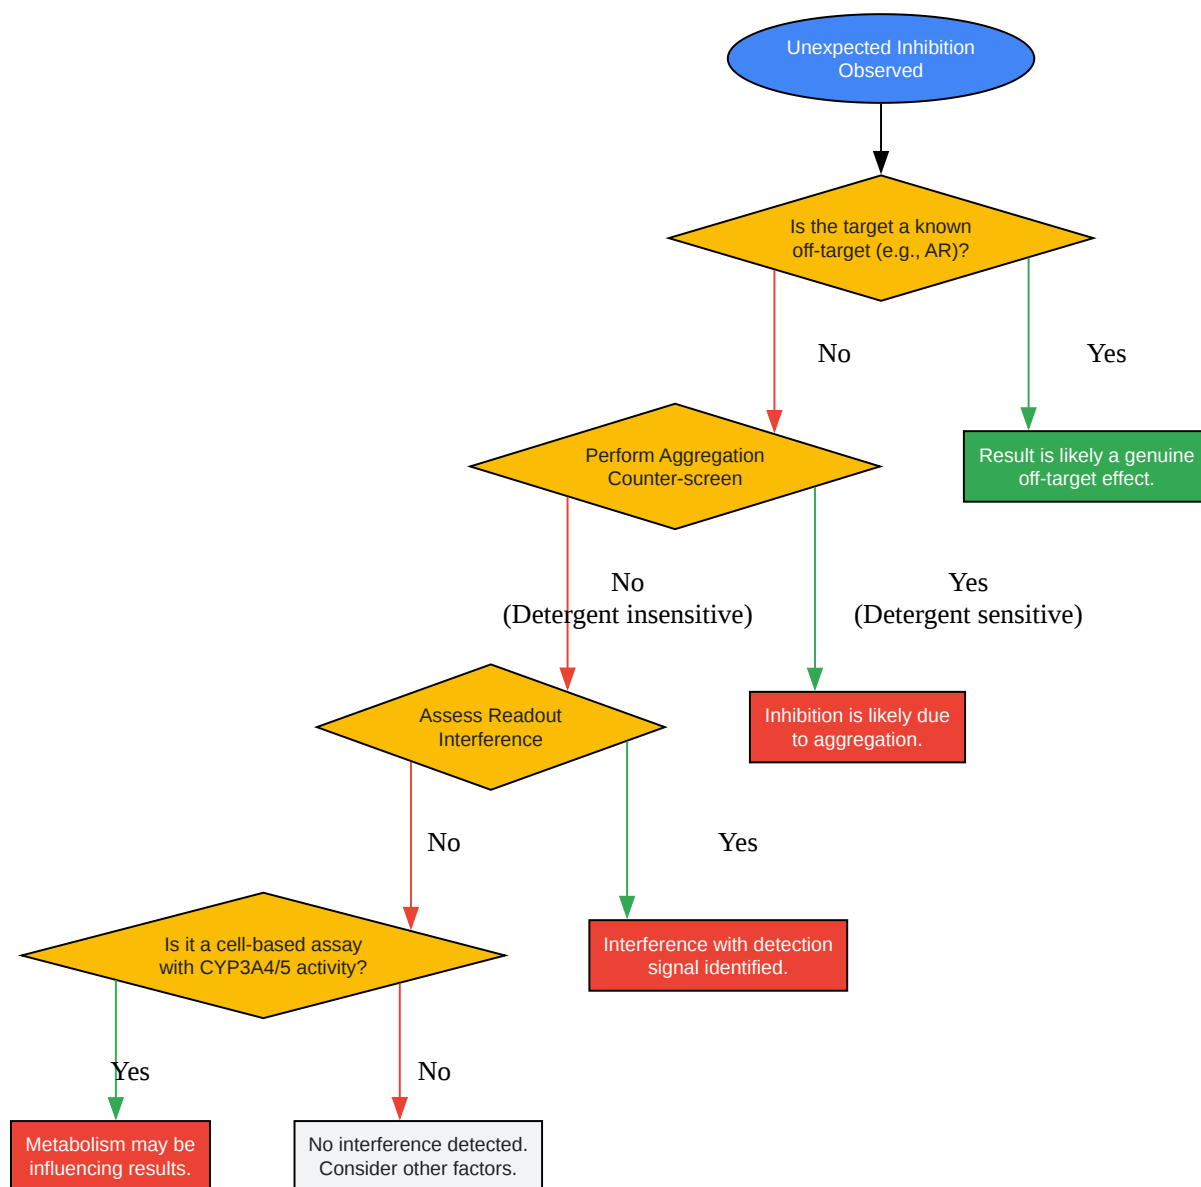 Unexpected Inhibition
Observed
Is the target a known
off-target (e.g., AR)?
No
Yes
Perform Aggregation
Counter-screen
Result is likely a genuine
off-target effect.
No
(Detergent insensitive)
Yes
(Detergent sensitive)
Assess Readout
Interference
Inhibition is likely due
to aggregation.
No
Yes
Is it a cell-based assay
with CYP3A4/5 activity?
Interference with detection
signal identified.
Yes
No
Metabolism may be
influencing results.
No interference detected.
Consider other factors.